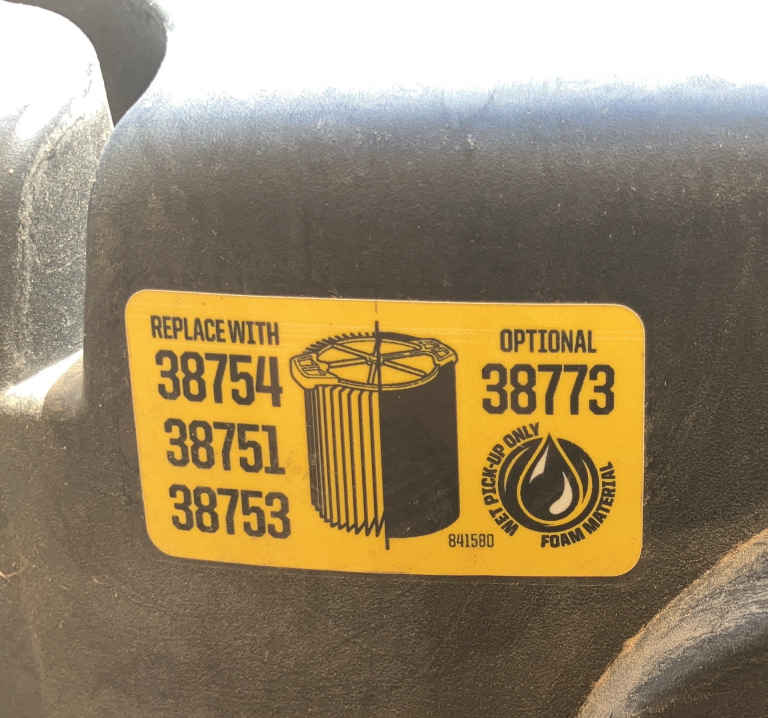 REPLACE WITH
38754
38751
38753
OPTIONAL
38773
WET PICK-UP ONLY
FOAM MATERIAL
841580